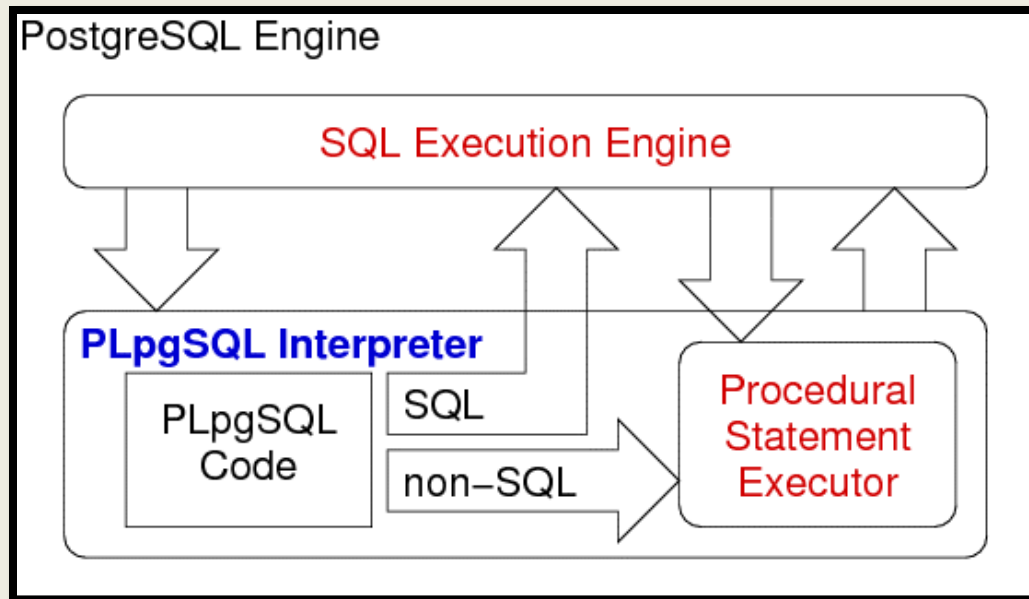 PostgreSQL Engine
SQL Execution Engine
PLpgSQL Interpreter
PLpgSQL
Code
SQL
non−SQL
Procedural
Statement
Executor